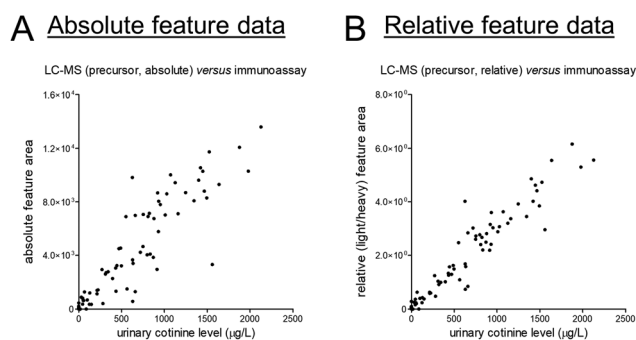 A Absolute feature data
LC-MS (precursor, absolute) versus immunoassay
absolute feature area
1.6×10⁴
1.2×10⁴
8.0×10³
4.0×10³
0
0 500 1000 1500 2000 2500
urinary cotinine level (μg/L)
B Relative feature data
LC-MS (precursor, relative) versus immunoassay
relative (light/heavy) feature area
8.0×10⁰
6.0×10⁰
4.0×10⁰
2.0×10⁰
0
0 500 1000 1500 2000 2500
urinary cotinine level (μg/L)